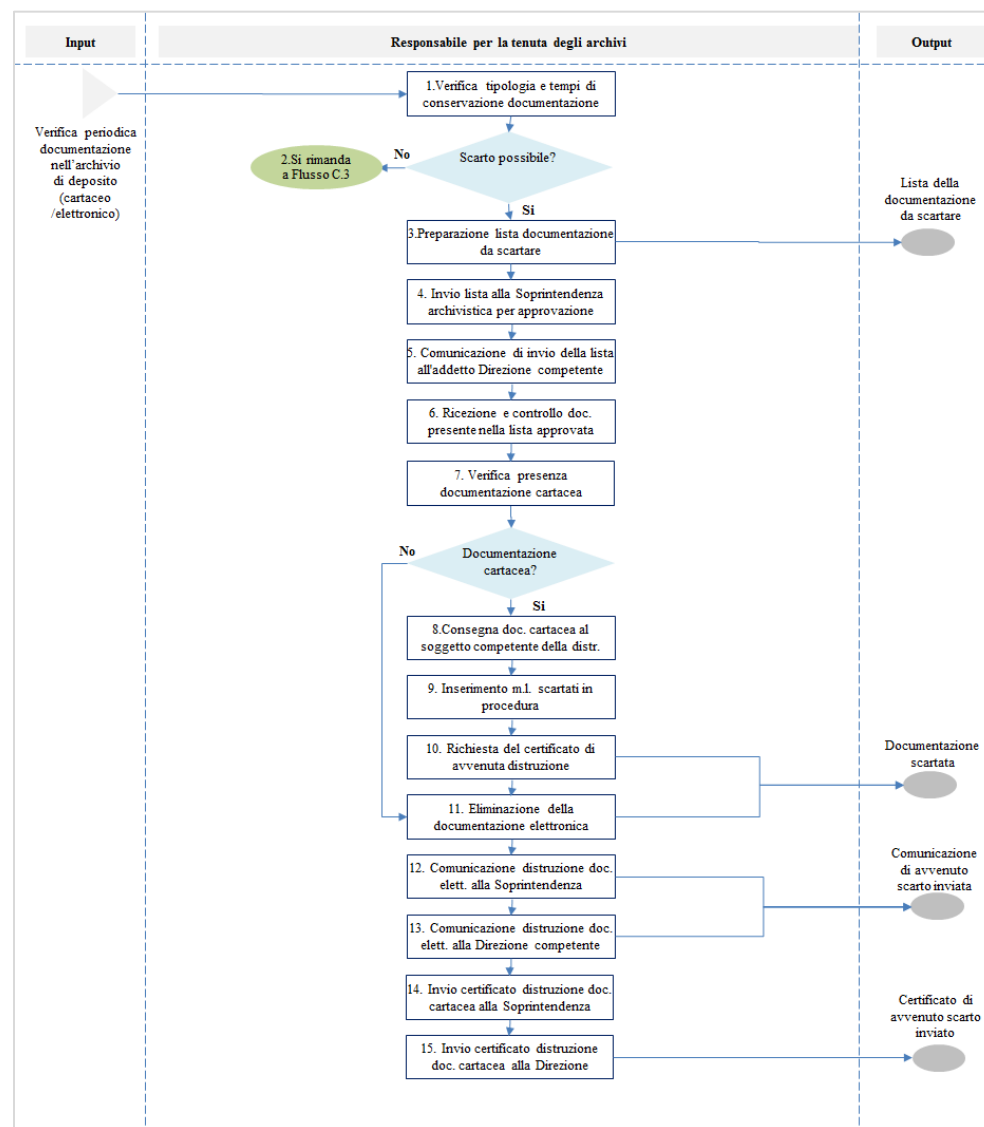 Input
Responsabile per la tenuta degli archivi
Output
1.Verifica tipologia e tempi di
conservazione documentazione
Verifica periodica
documentazione
nell'archivio
di deposito
(cartaceo
/elettronico)
Scarto possibile?
No
2.Si rimanda
a Flusso C.3
Si
Lista della
documentazione
da scartare
3.Preparazione lista documentazione
da scartare
4. Invio lista alla Soprintendenza
archivistica per approvazione
5. Comunicazione di invio della lista
all'addetto Direzione competente
6. Ricezione e controllo doc.
presente nella lista approvata
7. Verifica presenza
documentazione cartacea
No
Documentazione
cartacea?
Si
8.Consegna doc. cartacea al
soggetto competente della distr.
9. Inserimento m.l. scartati in
procedura
10. Richiesta del certificato di
avvenuta distruzione
Documentazione
scartata
11. Eliminazione della
documentazione elettronica
12. Comunicazione distruzione doc.
elett. alla Soprintendenza
Comunicazione
di avvenuto
scarto inviata
13. Comunicazione distruzione doc.
elett. alla Direzione competente
14. Invio certificato distruzione doc.
cartacea alla Soprintendenza
Certificato di
avvenuto scarto
inviato
15. Invio certificato distruzione
doc. cartacea alla Direzione